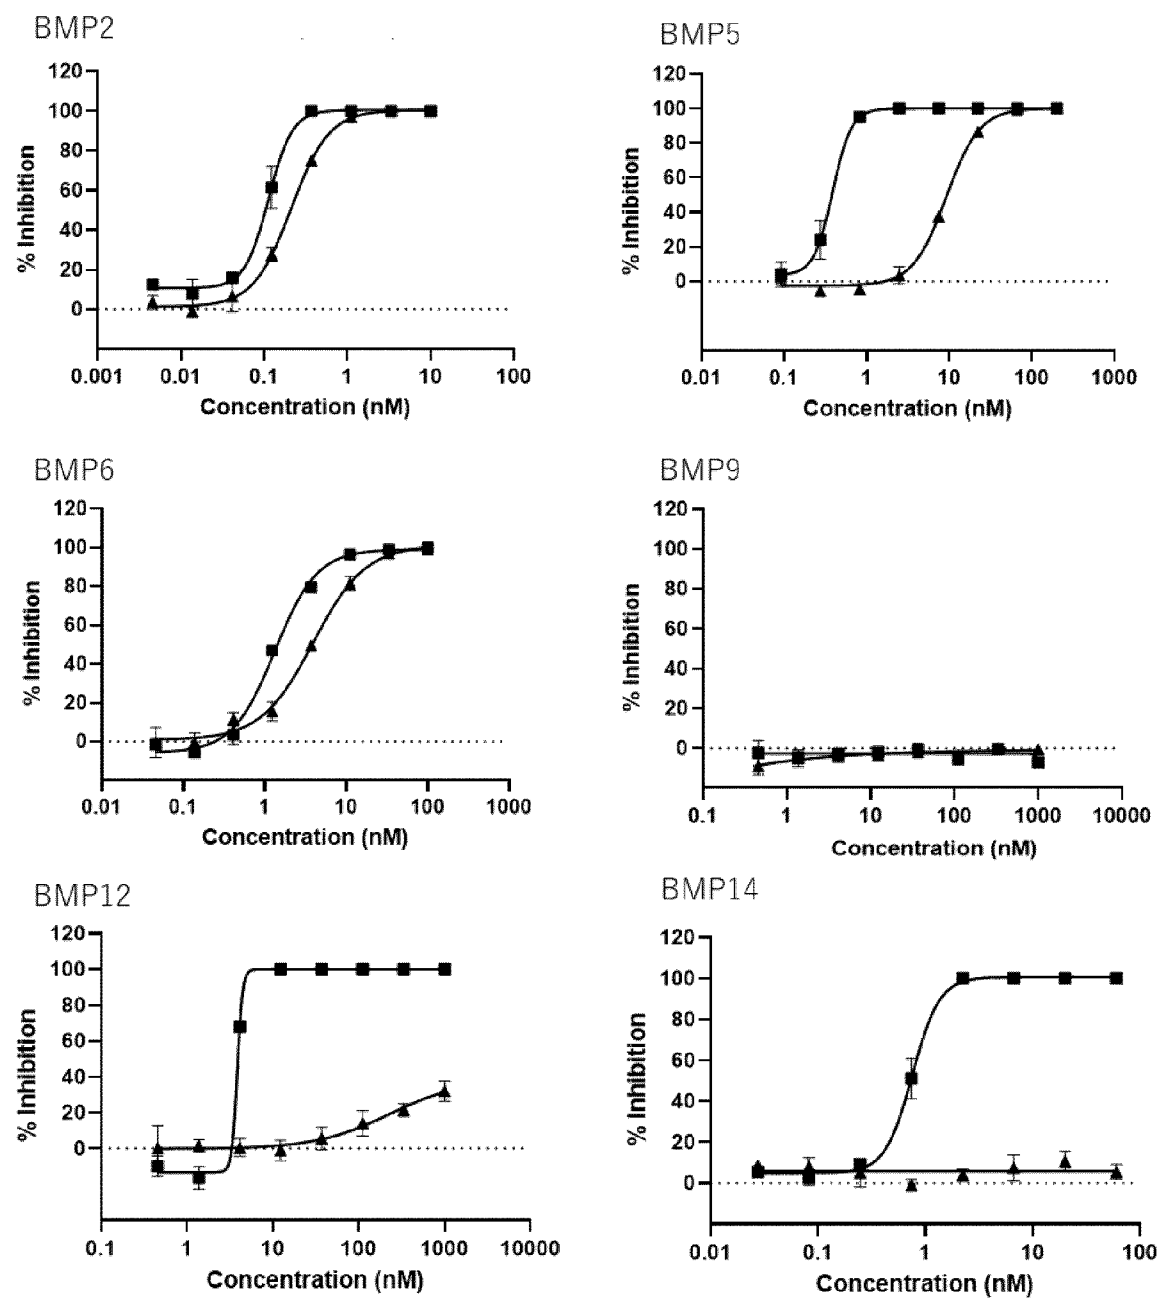 BMP2
120
100
80
60
40
20
0
% Inhibition
0.001 0.01 0.1 1 10 100
Concentration (nM)
BMP5
120
100
80
60
40
20
0
% Inhibition
0.01 0.1 1 10 100 1000
Concentration (nM)
BMP6
120
100
80
60
40
20
0
% Inhibition
0.01 0.1 1 10 100 1000
Concentration (nM)
BMP9
120
100
80
60
40
20
0
% Inhibition
0.1 1 10 100 1000 10000
Concentration (nM)
BMP12
120
100
80
60
40
20
0
% Inhibition
0.1 1 10 100 1000 10000
Concentration (nM)
BMP14
120
100
80
60
40
20
0
% Inhibition
0.01 0.1 1 10 100
Concentration (nM)